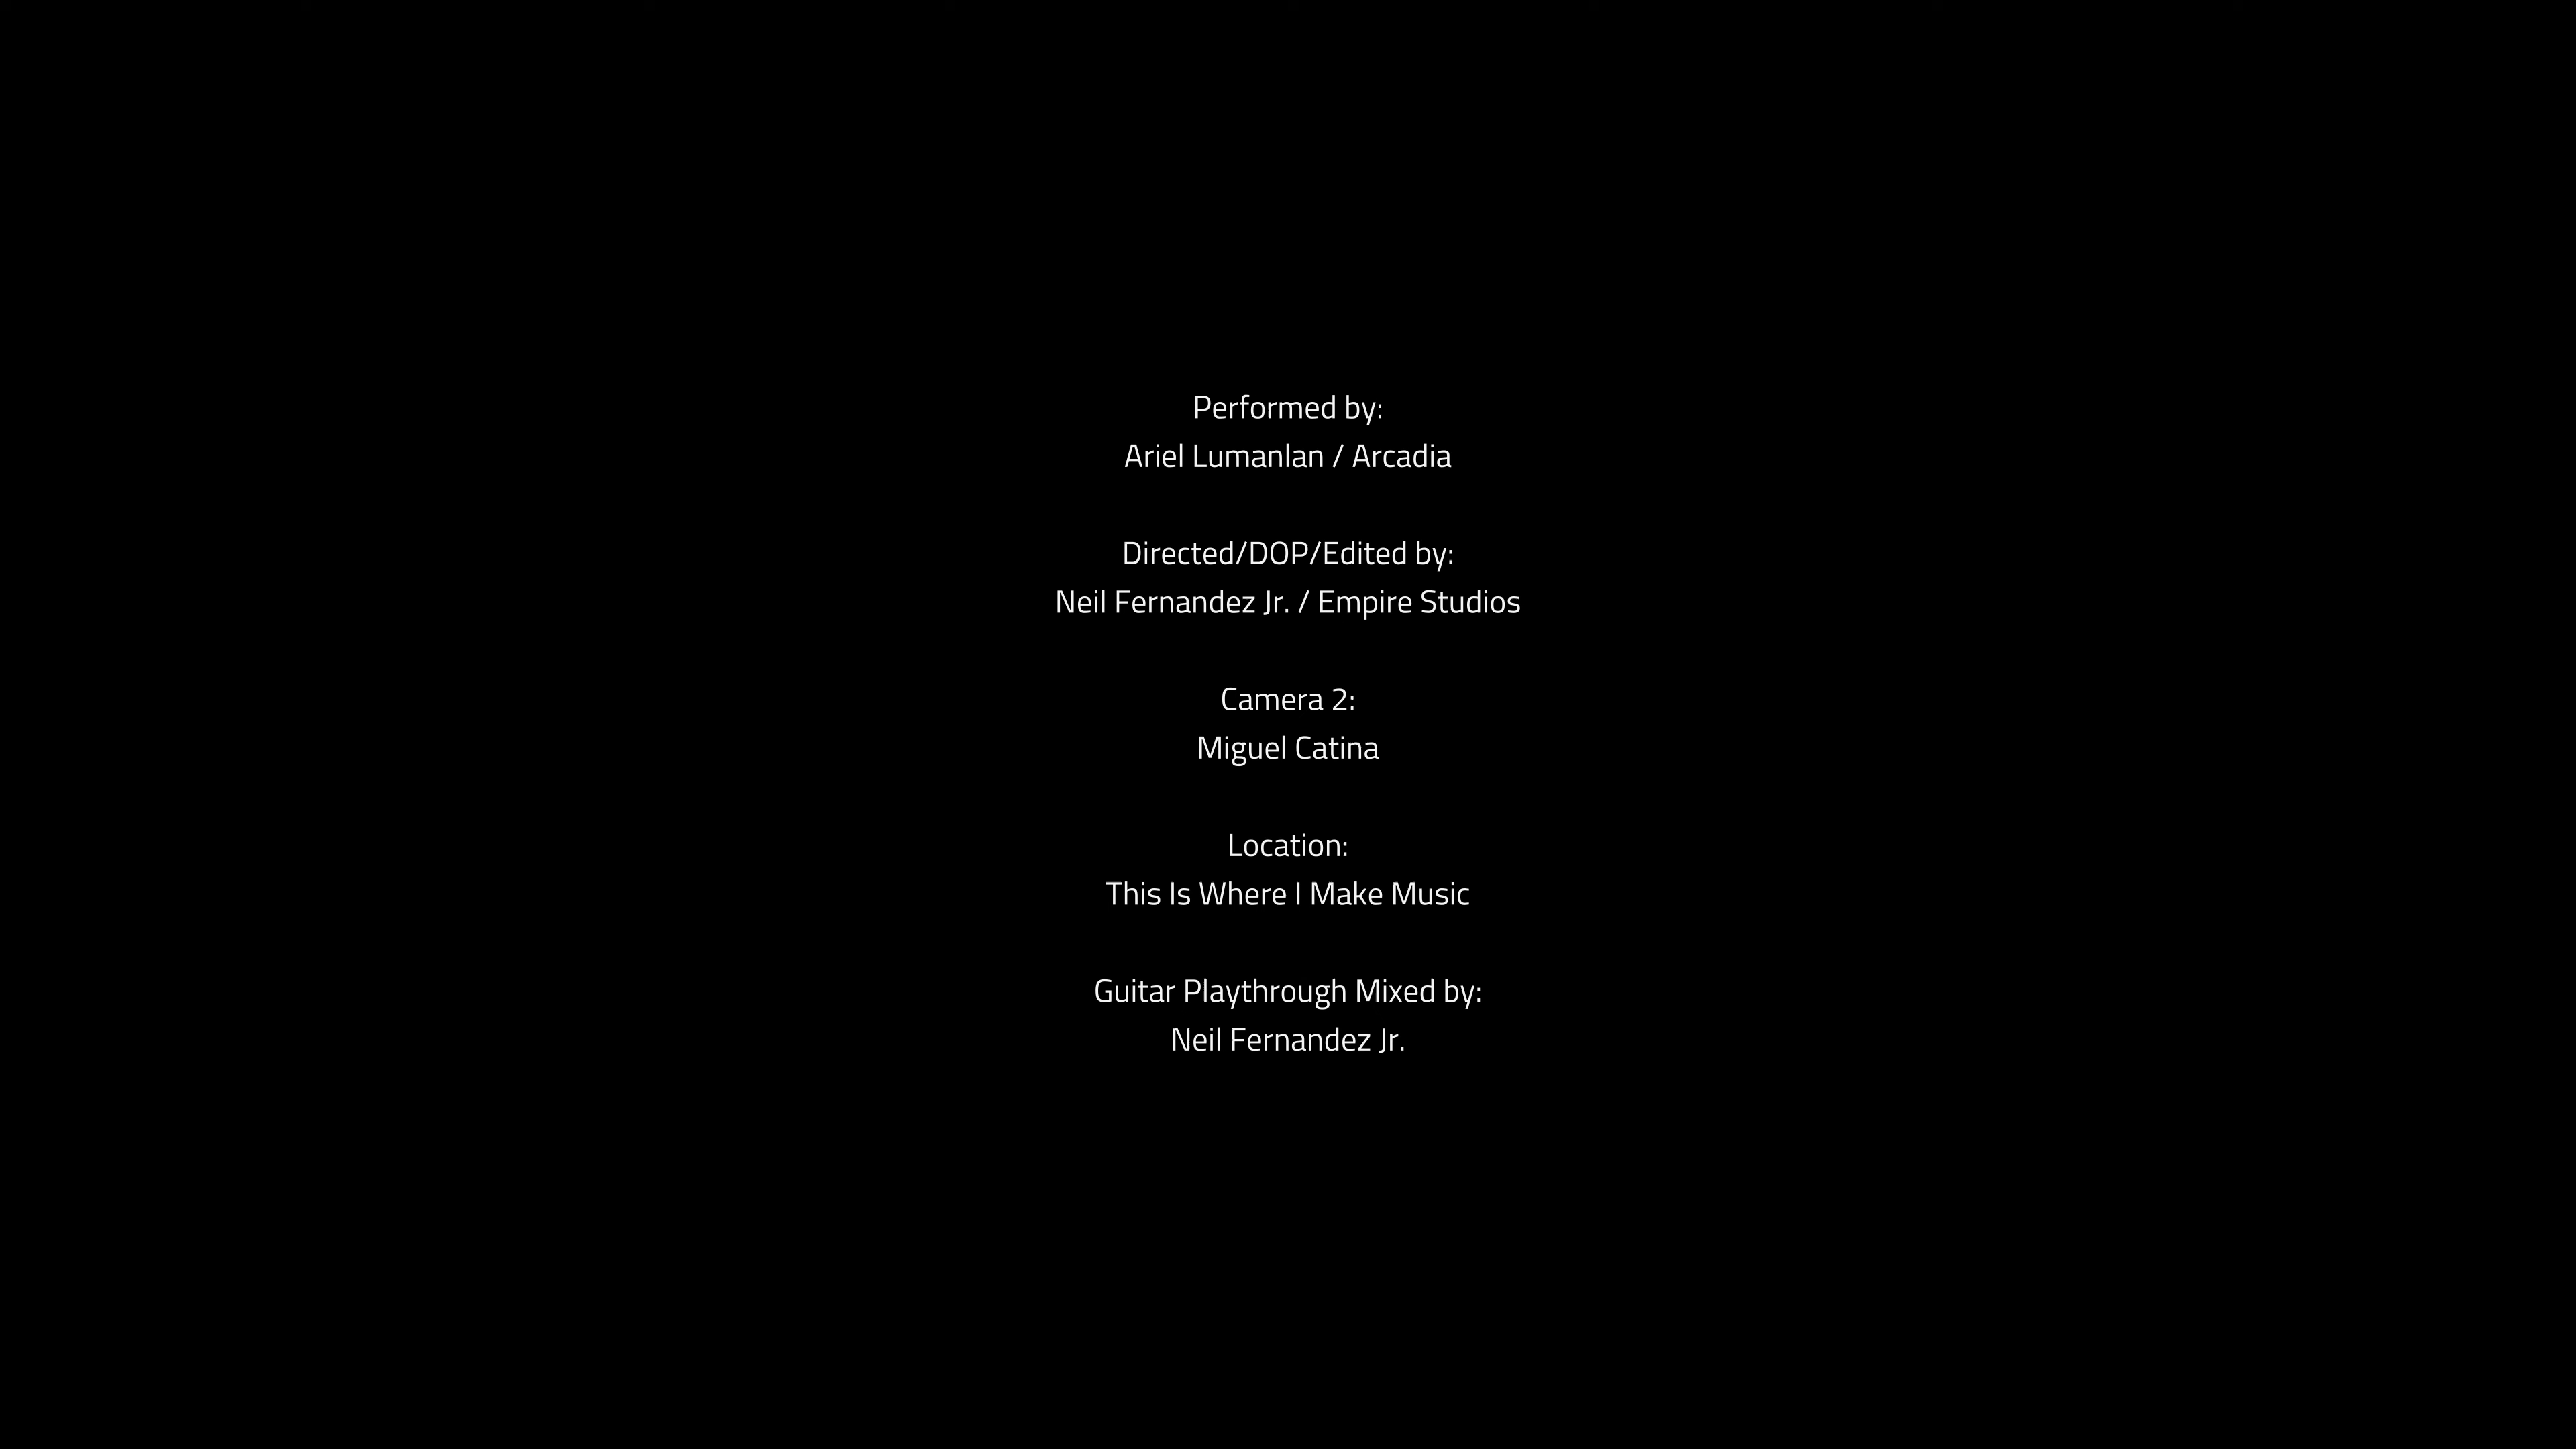 Performed by:
Ariel Lumanlan / Arcadia
Directed/DOP/Edited by:
Neil Fernandez Jr. / Empire Studios
Camera 2:
Miguel Catina
Location:
This Is Where I Make Music
Guitar Playthrough Mixed by:
Neil Fernandez Jr.